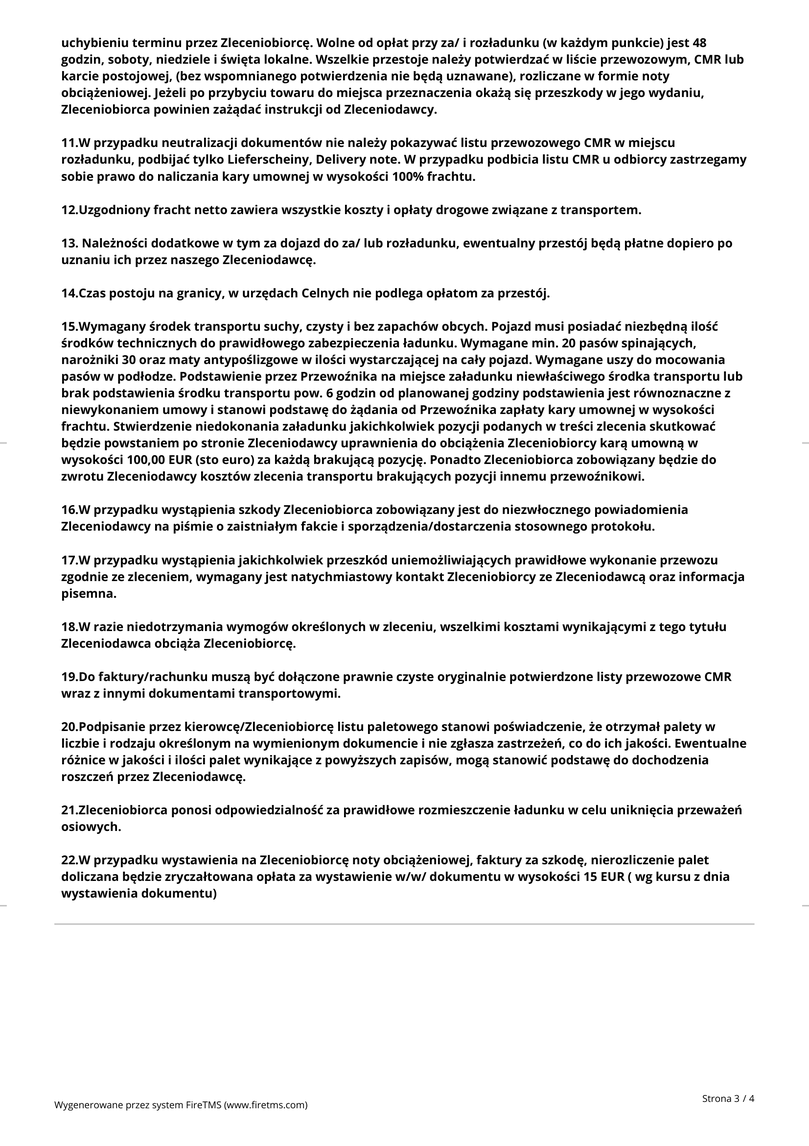 uchybieniu terminu przez Zleceniobiorcę. Wolne od opłat przy za/ i rozładunku (w każdym punkcie) jest 48
godzin, soboty, niedziele i święta lokalne. Wszelkie przestoje należy potwierdzać w liście przewozowym, CMR lub
karcie postojowej, (bez wspomnianego potwierdzenia nie będą uznawane), rozliczane w formie noty
obciążeniowej. Jeżeli po przybyciu towaru do miejsca przeznaczenia okażą się przeszkody w jego wydaniu,
Zleceniobiorca powinien zażądać instrukcji od Zleceniodawcy.
11.W przypadku neutralizacji dokumentów nie należy pokazywać listu przewozowego CMR w miejscu
rozładunku, podbijać tylko Lieferscheiny, Delivery note. W przypadku podbicia listu CMR u odbiorcy zastrzegamy
sobie prawo do naliczania kary umownej w wysokości 100% frachtu.
12.Uzgodniony fracht netto zawiera wszystkie koszty i opłaty drogowe związane z transportem.
13. Należności dodatkowe w tym za dojazd do za/ lub rozładunku, ewentualny przestój będą płatne dopiero po
uznaniu ich przez naszego Zleceniodawcę.
14.Czas postoju na granicy, w urzędach Celnych nie podlega opłatom za przestój.
15.Wymagany środek transportu suchy, czysty i bez zapachów obcych. Pojazd musi posiadać niezbędną ilość
środków technicznych do prawidłowego zabezpieczenia ładunku. Wymagane min. 20 pasów spinających,
narożniki 30 oraz maty antypoślizgowe w ilości wystarczającej na cały pojazd. Wymagane uszy do mocowania
pasów w podłodze. Podstawienie przez Przewoźnika na miejsce załadunku niewłaściwego środka transportu lub
brak podstawienia środku transportu pow. 6 godzin od planowanej godziny podstawienia jest równoznaczne z
niewykonaniem umowy i stanowi podstawę do żądania od Przewoźnika zapłaty kary umownej w wysokości
frachtu. Stwierdzenie niedokonania załadunku jakichkolwiek pozycji podanych w treści zlecenia skutkować
będzie powstaniem po stronie Zleceniodawcy uprawnienia do obciążenia Zleceniobiorcy karą umowną w
wysokości 100,00 EUR (sto euro) za każdą brakującą pozycję. Ponadto Zleceniobiorca zobowiązany będzie do
zwrotu Zleceniodawcy kosztów zlecenia transportu brakujących pozycji innemu przewoźnikowi.
16.W przypadku wystąpienia szkody Zleceniobiorca zobowiązany jest do niezwłocznego powiadomienia
Zleceniodawcy na piśmie o zaistniałym fakcie i sporządzenia/dostarczenia stosownego protokołu.
17.W przypadku wystąpienia jakichkolwiek przeszkód uniemożliwiających prawidłowe wykonanie przewozu
zgodnie ze zleceniem, wymagany jest natychmiastowy kontakt Zleceniobiorcy ze Zleceniodawcą oraz informacja
pisemna.
18.W razie niedotrzymania wymogów określonych w zleceniu, wszelkimi kosztami wynikającymi z tego tytułu
Zleceniodawca obciąża Zleceniobiorcę.
19.Do faktury/rachunku muszą być dołączone prawnie czyste oryginalnie potwierdzone listy przewozowe CMR
wraz z innymi dokumentami transportowymi.
20.Podpisanie przez kierowcę/Zleceniobiorcę listu paletowego stanowi poświadczenie, że otrzymał palety w
liczbie i rodzaju określonym na wymienionym dokumencie i nie zgłasza zastrzeżeń, co do ich jakości. Ewentualne
różnice w jakości i ilości palet wynikające z powyższych zapisów, mogą stanowić podstawę do dochodzenia
roszczeń przez Zleceniodawcę.
21.Zleceniobiorca ponosi odpowiedzialność za prawidłowe rozmieszczenie ładunku w celu uniknięcia przeważeń
osiowych.
22.W przypadku wystawienia na Zleceniobiorcę noty obciążeniowej, faktury za szkodę, nierozliczenie palet
doliczana będzie zryczałtowana opłata za wystawienie w/w/ dokumentu w wysokości 15 EUR ( wg kursu z dnia
wystawienia dokumentu)
Wygenerowane przez system FireTMS (www.firetms.com)
Strona 3 / 4